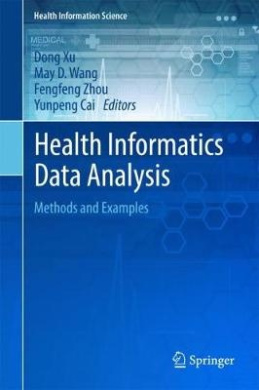 Health Information Science
MEDICAL
Dong Xu
May D. Wang
Fengfeng Zhou
Yunpeng Cai Editors
Health Informatics
Data Analysis
Methods and Examples
Springer